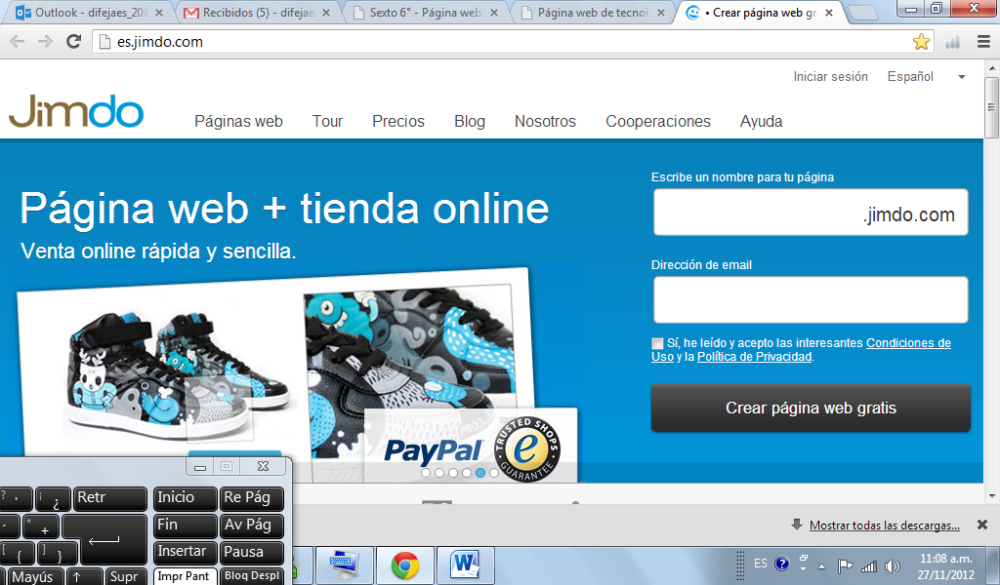 Outlook - difejaes_20
Recibidos (5) - difejae
Sexto 6° - Página web
Página web de tecnoi
• Crear página web gr
es.jimdo.com
Iniciar sesión Español
Jimdo
Páginas web Tour Precios Blog Nosotros Cooperaciones Ayuda
Página web + tienda online
Venta online rápida y sencilla.
Escribe un nombre para tu página
.jimdo.com
Dirección de email
Sí, he leído y acepto las interesantes Condiciones de
Uso y la Política de Privacidad.
Crear página web gratis
PayPal
TRUSTED SHOPS
e
GUARANTEE
Mostrar todas las descargas...
? ' ¡ ¿ Retr Inicio Re Pág
* + Fin Av Pág
[ { ] } Insertar Pausa
Mayús ↑ Supr Impr Pant Bloq Despl
ES
11:08 a.m.
27/11/2012